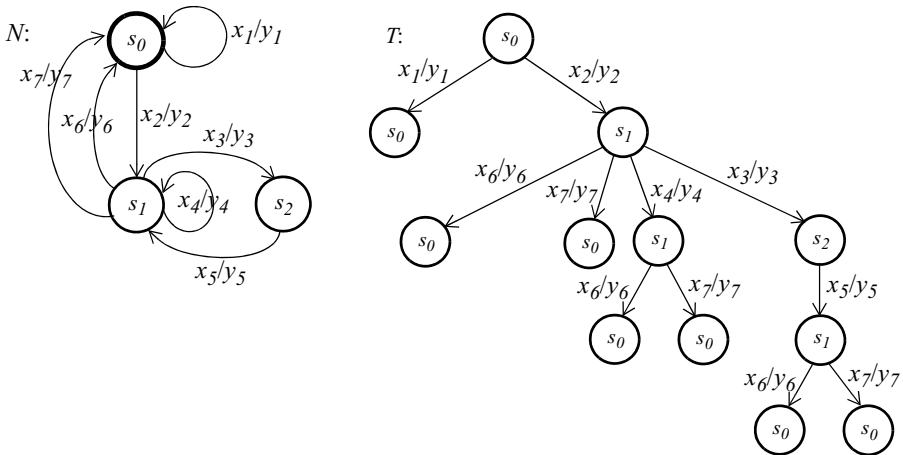 N:
s0
x1/y1
x7/y7
x6/y6
x2/y2
x3/y3
s1
x4/y4
s2
x5/y5
T:
s0
x1/y1
x2/y2
s0
s1
x6/y6
x7/y7
x4/y4
x3/y3
s0
s0
s1
s2
x6/y6
x7/y7
x5/y5
s0
s0
s1
x6/y6
x7/y7
s0
s0